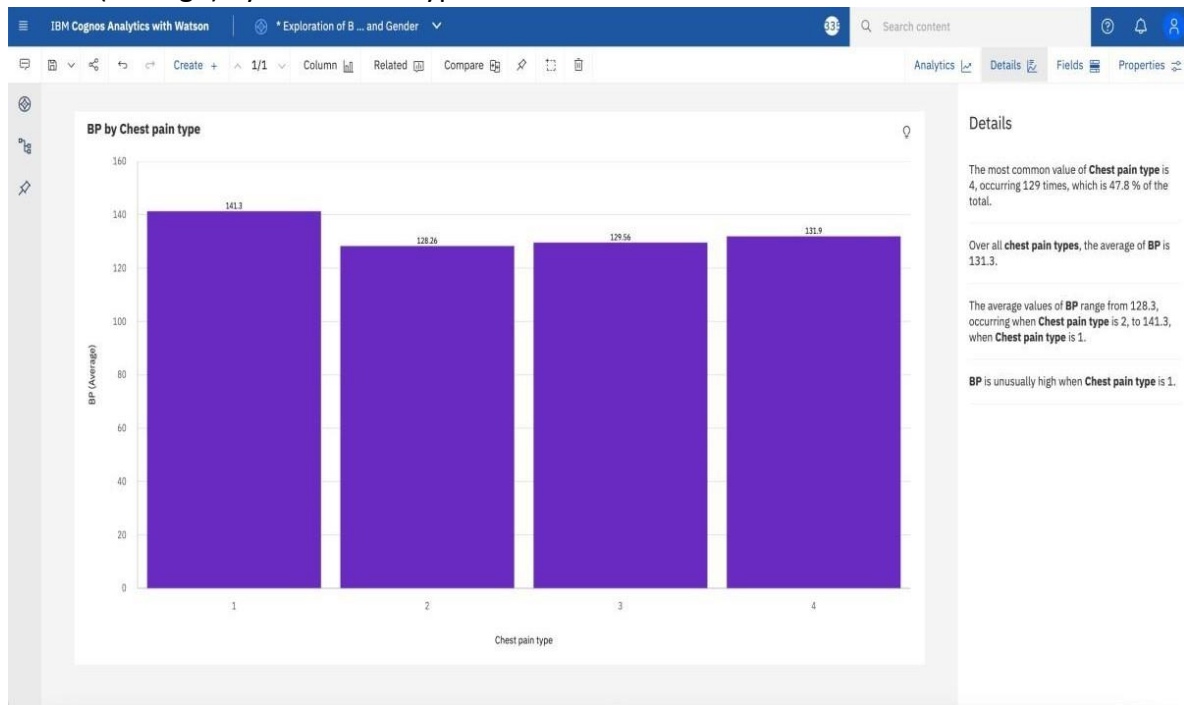 IBM Cognos Analytics with Watson
* Exploration of B ... and Gender
Search content
Create +
1/1
Column
Related
Compare
Analytics
Details
Fields
Properties
BP by Chest pain type
160
140
120
100
80
60
40
20
0
BP (Average)
141.3
128.26
129.56
131.9
1
2
3
4
Chest pain type
Details
The most common value of Chest pain type is
4, occurring 129 times, which is 47.8 % of the
total.
Over all chest pain types, the average of BP is
131.3.
The average values of BP range from 128.3,
occurring when Chest pain type is 2, to 141.3,
when Chest pain type is 1.
BP is unusually high when Chest pain type is 1.